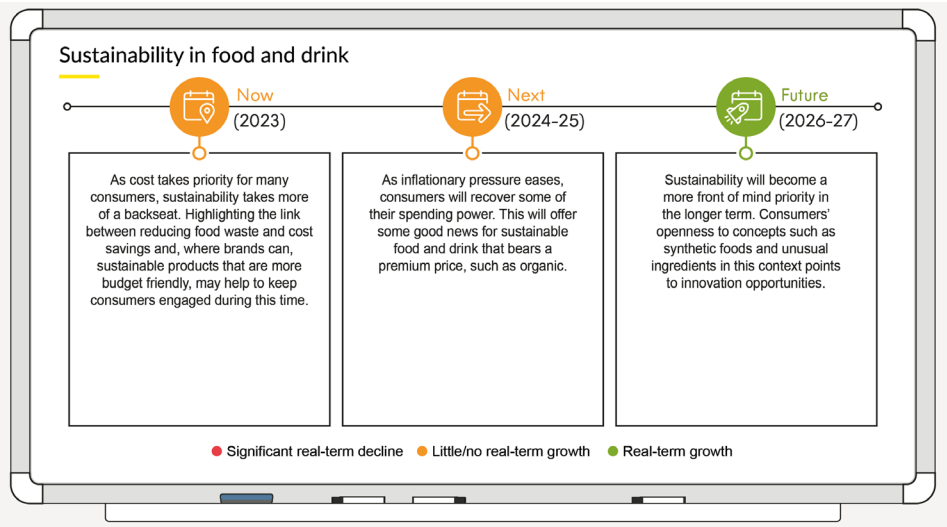 Sustainability in food and drink
Now
(2023)
Next
(2024-25)
Future
(2026-27)
As cost takes priority for many
consumers, sustainability takes more
of a backseat. Highlighting the link
between reducing food waste and cost
savings and, where brands can,
sustainable products that are more
budget friendly, may help to keep
consumers engaged during this time.
As inflationary pressure eases,
consumers will recover some of
their spending power. This will offer
some good news for sustainable
food and drink that bears a
premium price, such as organic.
Sustainability will become a
more front of mind priority in
the longer term. Consumers’
openness to concepts such as
synthetic foods and unusual
ingredients in this context points
to innovation opportunities.
Significant real-term decline
Little/no real-term growth
Real-term growth